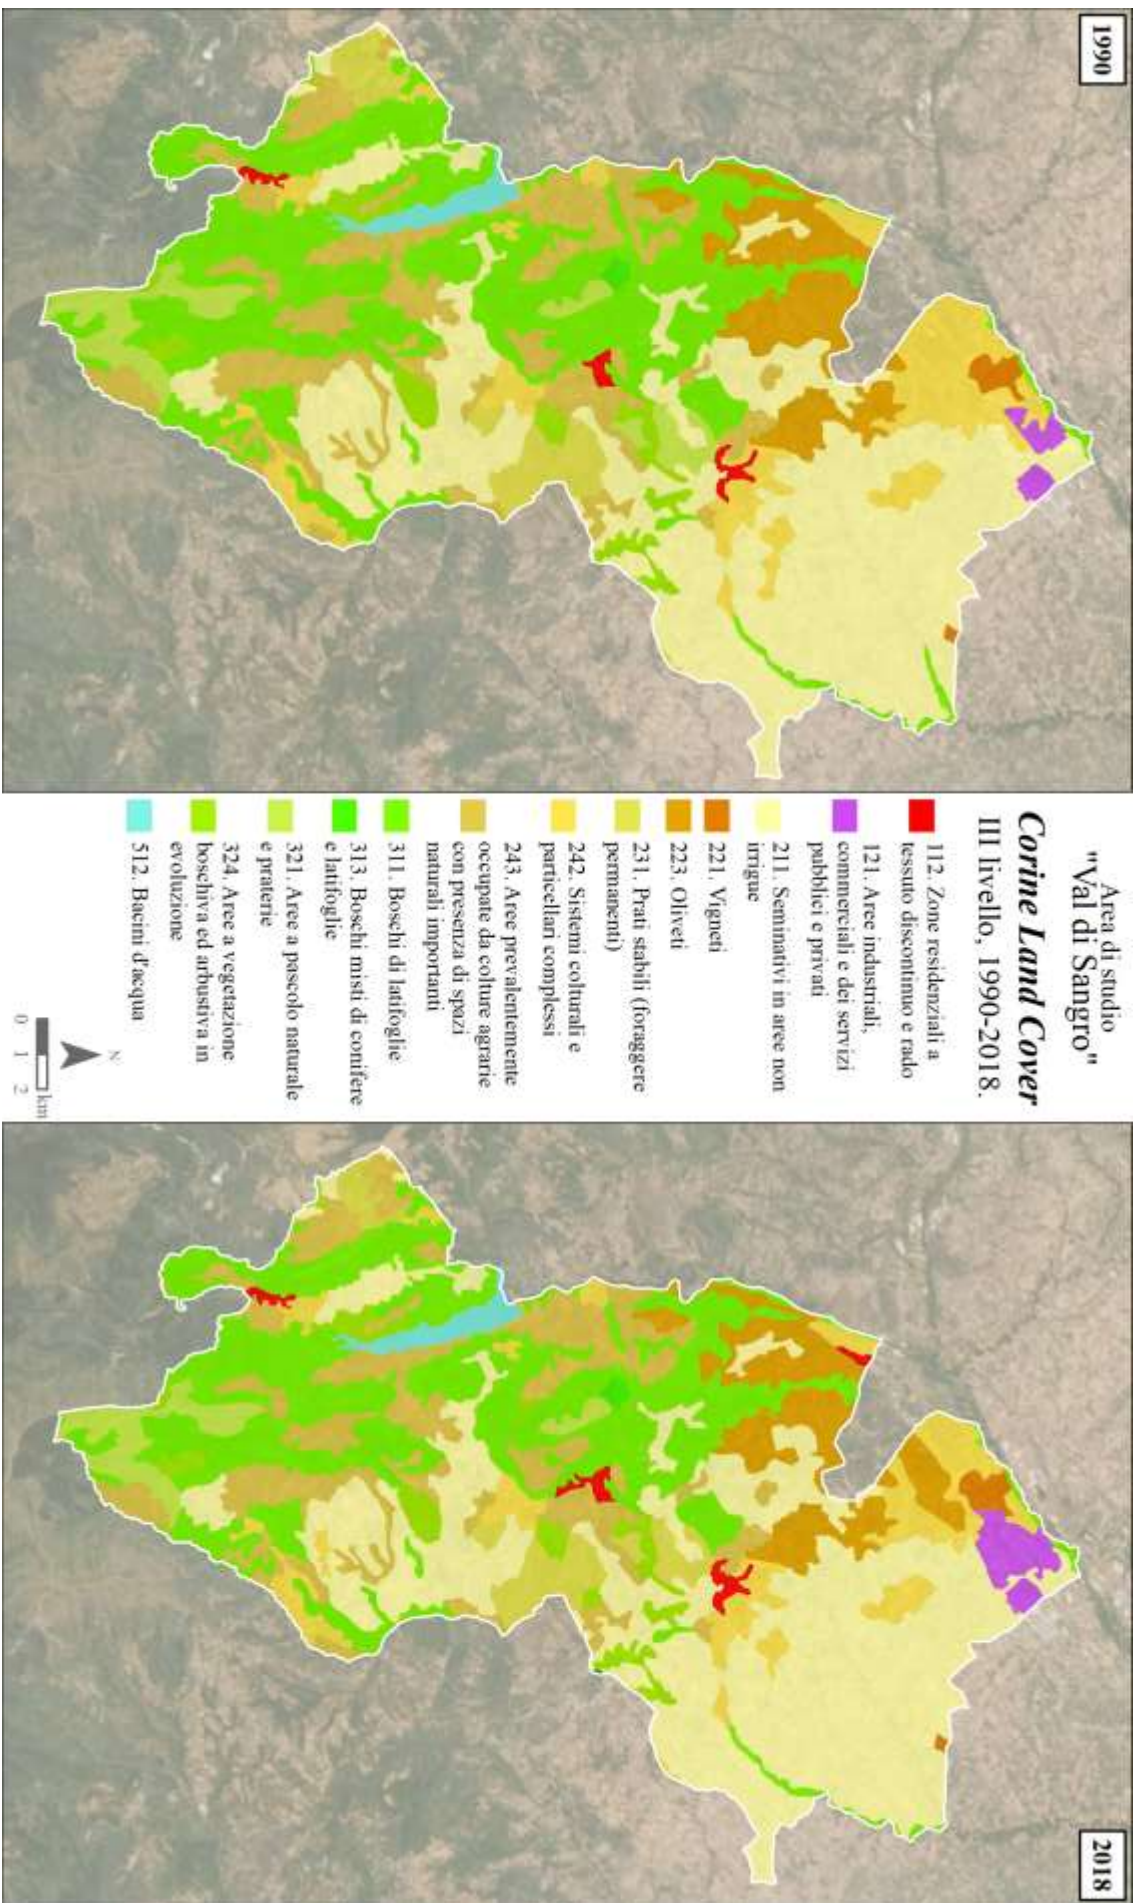 1990
Area di studio
"Val di Sangro"
Corine Land Cover
III livello, 1990-2018.
112. Zone residenziali a
tessuto discontinuo e rado
121. Aree industriali,
commerciali e dei servizi
pubblici e privati
211. Seminativi in aree non
irrigue
221. Vigneti
223. Oliveti
231. Prati stabili (foraggere
permanenti)
242. Sistemi colturali e
particellari complessi
243. Aree prevalentemente
occupate da colture agrarie
con presenza di spazi
naturali importanti
311. Boschi di latifoglie
313. Boschi misti di conifere
e latifoglie
321. Aree a pascolo naturale
e praterie
324. Aree a vegetazione
boschiva ed arbustiva in
evoluzione
512. Bacini d'acqua
N
0 1 2
km
2018